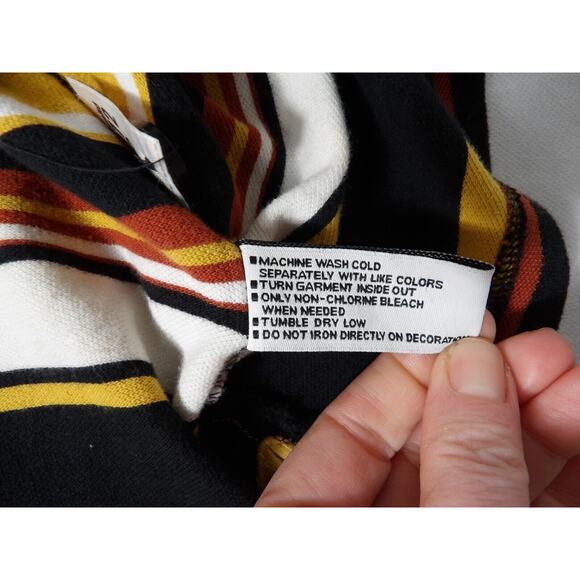 ▪MACHINE WASH COLD
SEPARATELY WITH LIKE COLORS
▪TURN GARMENT INSIDE OUT
▪ONLY NON-CHLORINE BLEACH
WHEN NEEDED
▪TUMBLE DRY LOW
▪DO NOT IRON DIRECTLY ON DECORATION